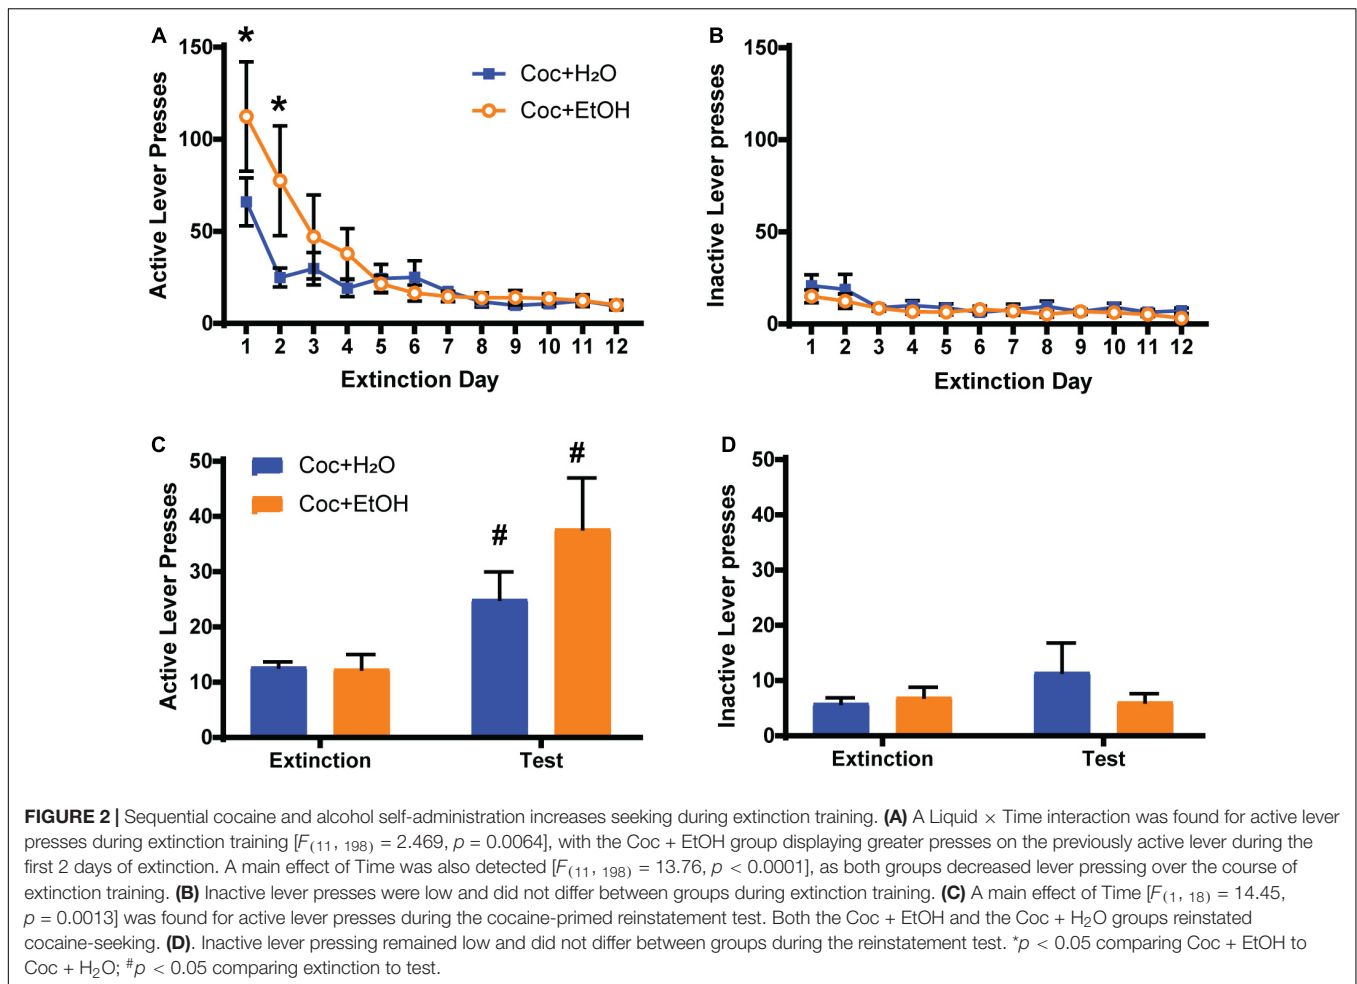 A
B
*
*
150
100
50
0
Active Lever Presses
Coc+H₂O
Coc+EtOH
1 2 3 4 5 6 7 8 9 10 11 12
Extinction Day
150
100
50
0
Inactive Lever presses
1 2 3 4 5 6 7 8 9 10 11 12
Extinction Day
C
D
50
40
30
20
10
0
Active Lever Presses
Coc+H₂O
Coc+EtOH
#
#
Extinction Test
50
40
30
20
10
0
Inactive Lever presses
Extinction Test
FIGURE 2 | Sequential cocaine and alcohol self-administration increases seeking during extinction training. (A) A Liquid × Time interaction was found for active lever
presses during extinction training [F(11, 198) = 2.469, p = 0.0064], with the Coc + EtOH group displaying greater presses on the previously active lever during the
first 2 days of extinction. A main effect of Time was also detected [F(11, 198) = 13.76, p < 0.0001], as both groups decreased lever pressing over the course of
extinction training. (B) Inactive lever presses were low and did not differ between groups during extinction training. (C) A main effect of Time [F(1, 18) = 14.45,
p = 0.0013] was found for active lever presses during the cocaine-primed reinstatement test. Both the Coc + EtOH and the Coc + H₂O groups reinstated
cocaine-seeking. (D). Inactive lever pressing remained low and did not differ between groups during the reinstatement test. *p < 0.05 comparing Coc + EtOH to
Coc + H₂O; #p < 0.05 comparing extinction to test.